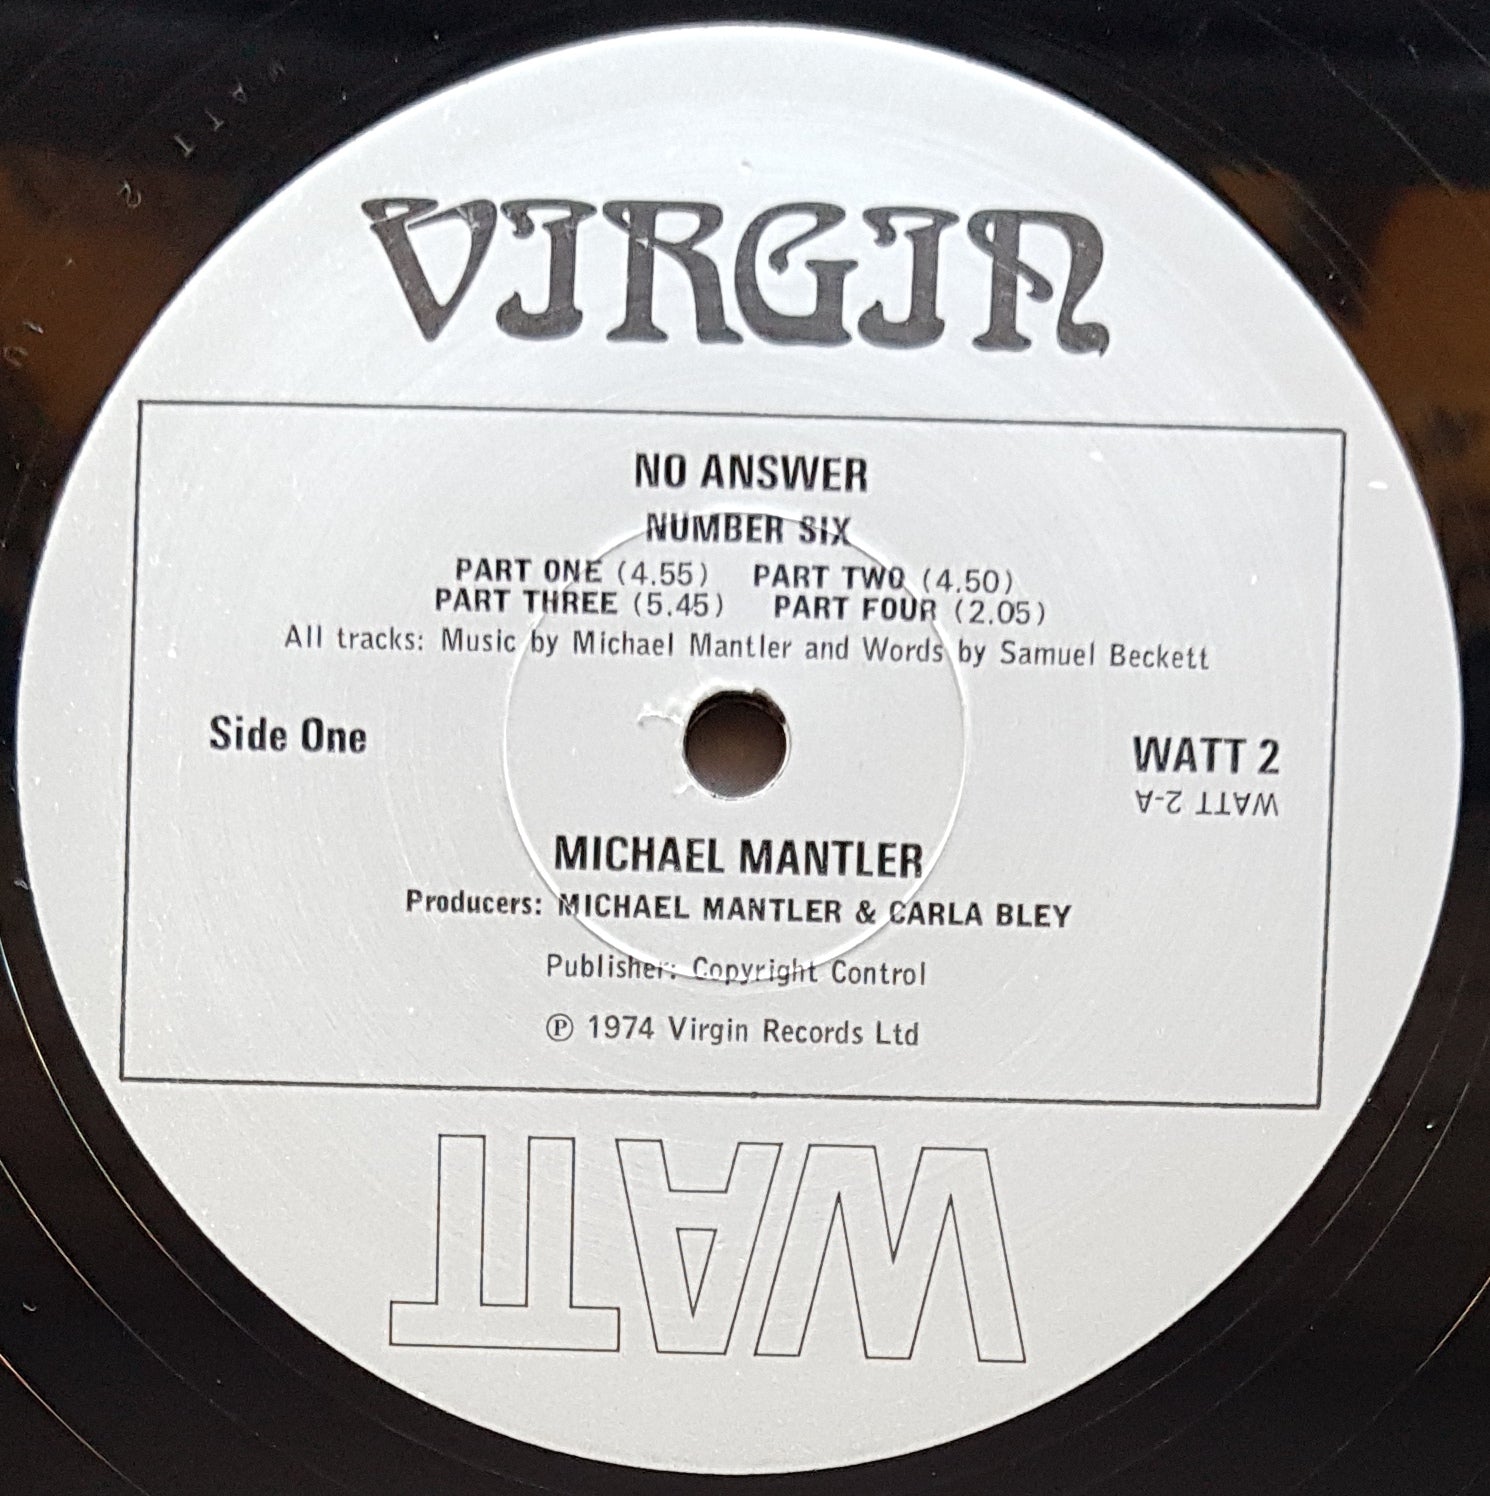 WATT 2
VIRGIN
NO ANSWER
NUMBER SIX
PART ONE (4.55) PART TWO (4.50)
PART THREE (5.45) PART FOUR (2.05)
All tracks: Music by Michael Mantler and Words by Samuel Beckett
Side One
WATT 2
WATT 2-A
MICHAEL MANTLER
Producers: MICHAEL MANTLER & CARLA BLEY
Publisher: Copyright Control
℗ 1974 Virgin Records Ltd
WATT